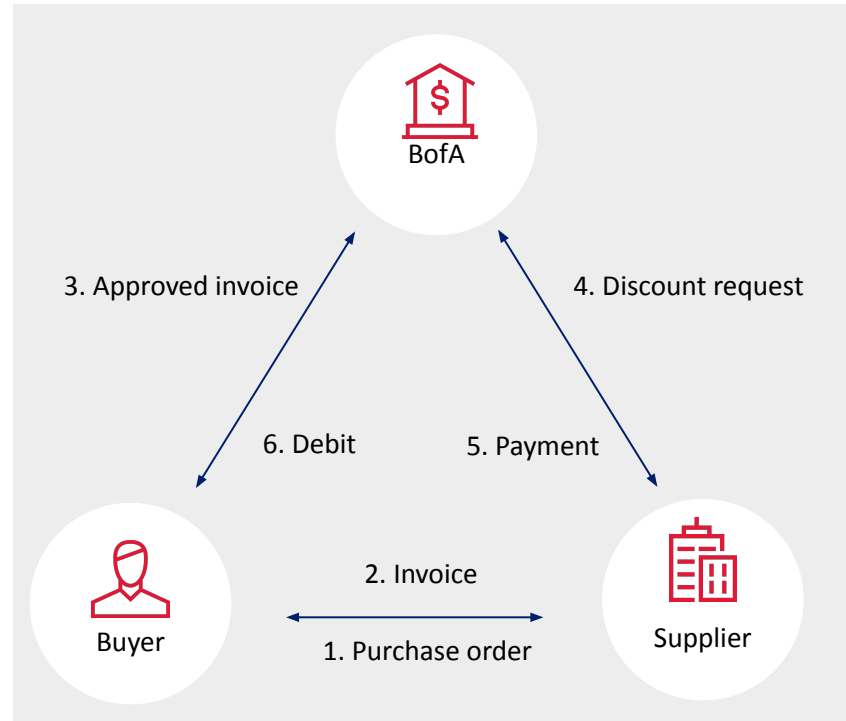 $
BofA
3. Approved invoice
4. Discount request
6. Debit
5. Payment
2. Invoice
Buyer
1. Purchase order
Supplier